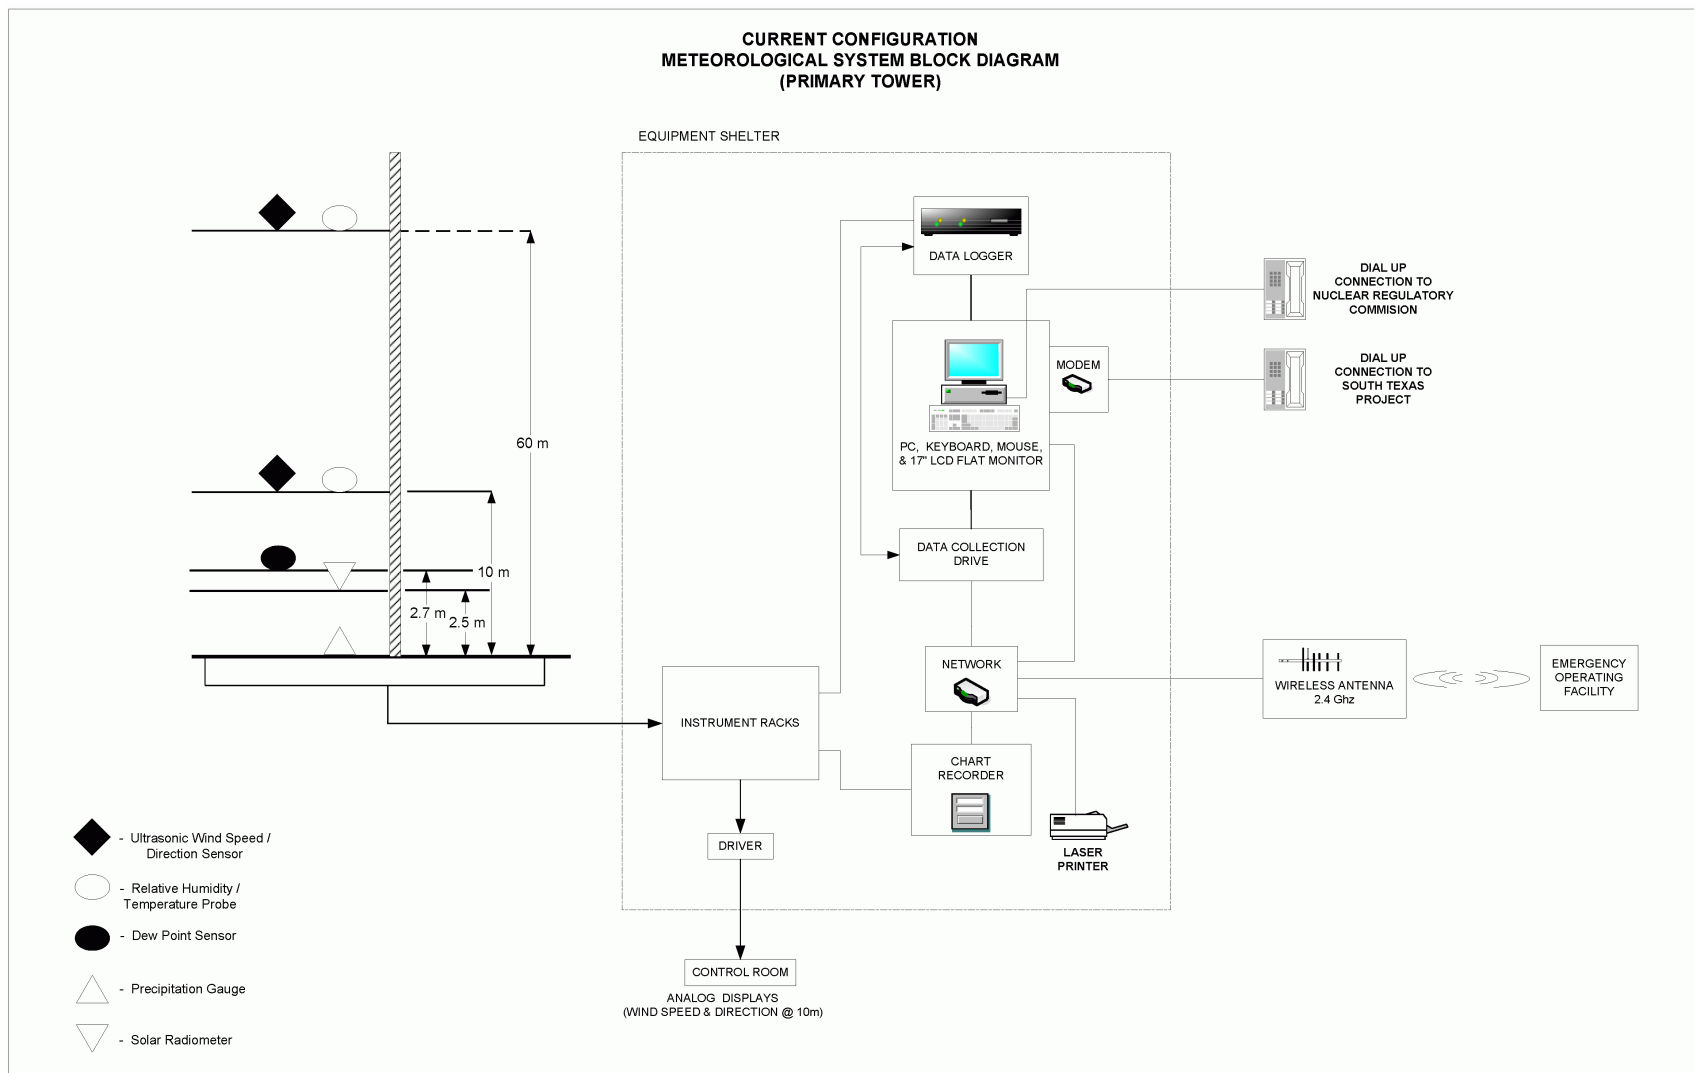 CURRENT CONFIGURATION
METEOROLOGICAL SYSTEM BLOCK DIAGRAM
(PRIMARY TOWER)
EQUIPMENT SHELTER
DATA LOGGER
DIAL UP
CONNECTION TO
NUCLEAR REGULATORY
COMMISION
MODEM
DIAL UP
CONNECTION TO
SOUTH TEXAS
PROJECT
PC, KEYBOARD, MOUSE,
& 17" LCD FLAT MONITOR
60 m
10 m
2.7 m
2.5 m
DATA COLLECTION
DRIVE
NETWORK
WIRELESS ANTENNA
2.4 Ghz
EMERGENCY
OPERATING
FACILITY
INSTRUMENT RACKS
CHART
RECORDER
LASER
PRINTER
DRIVER
CONTROL ROOM
ANALOG DISPLAYS
(WIND SPEED & DIRECTION @ 10m)
- Ultrasonic Wind Speed /
Direction Sensor
- Relative Humidity /
Temperature Probe
- Dew Point Sensor
- Precipitation Gauge
- Solar Radiometer